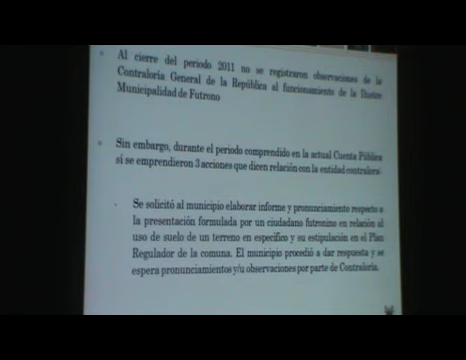 Al cierre del periodo 2011 no se registraron observaciones de la
Contraloría General de la República al funcionamiento de la Ilustre
Municipalidad de Futrono
Sin embargo, durante el periodo comprendido en la actual Cuenta Pública
si se emprendieron 3 acciones que dicen relación con la entidad contralora:
Se solicitó al municipio elaborar informe y pronunciamiento respecto a
la presentación formulada por un ciudadano futronino en relación al
uso de suelo de un terreno en específico y su estipulación en el Plan
Regulador de la comuna. El municipio procedió a dar respuesta y se
espera pronunciamientos y/u observaciones por parte de Contraloría.